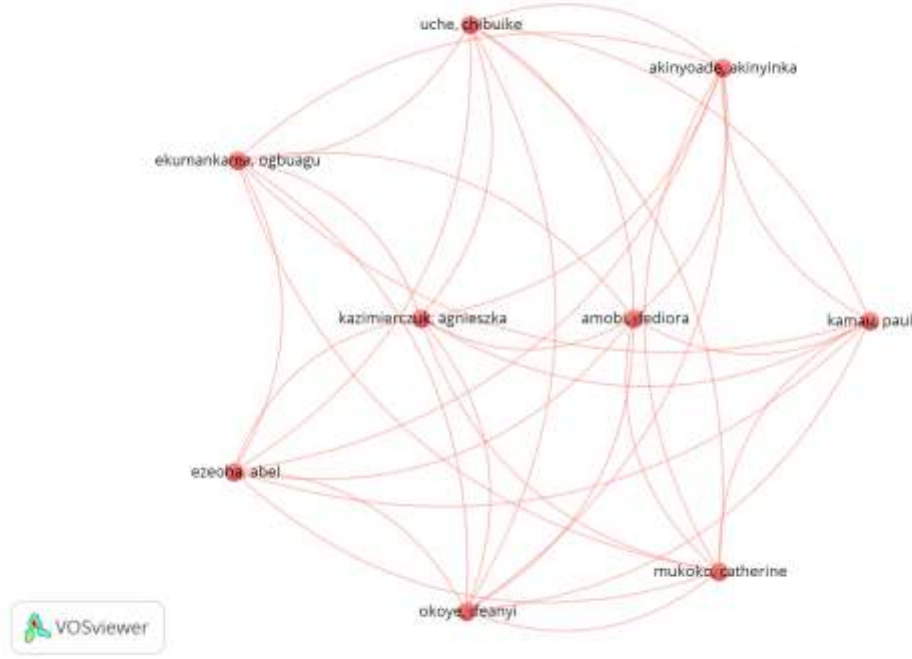 uche, chibuike
akinyoade, akinyinka
ekumankama, ogbuagu
kazimierczuk, agnieszka
amobi, ifediora
kamau, paul
ezeoha, abel
mukoko, catherine
okoye, ifeanyi
VOSviewer